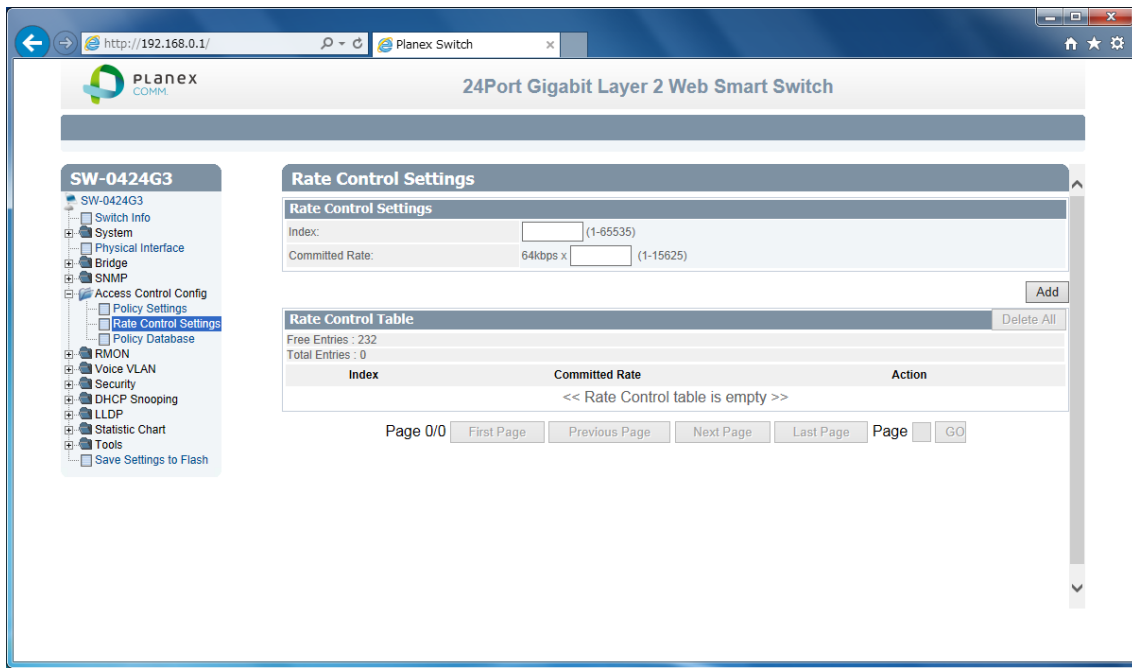 http://192.168.0.1/
Planex Switch
PLANEX
COMM.
24Port Gigabit Layer 2 Web Smart Switch
SW-0424G3
SW-0424G3
Switch Info
System
Physical Interface
Bridge
SNMP
Access Control Config
Policy Settings
Rate Control Settings
Policy Database
RMON
Voice VLAN
Security
DHCP Snooping
LLDP
Statistic Chart
Tools
Save Settings to Flash
Rate Control Settings
Rate Control Settings
Index: (1-65535)
Committed Rate: 64kbps x (1-15625)
Add
Rate Control Table Delete All
Free Entries : 232
Total Entries : 0
Index Committed Rate Action
<< Rate Control table is empty >>
Page 0/0 First Page Previous Page Next Page Last Page Page GO